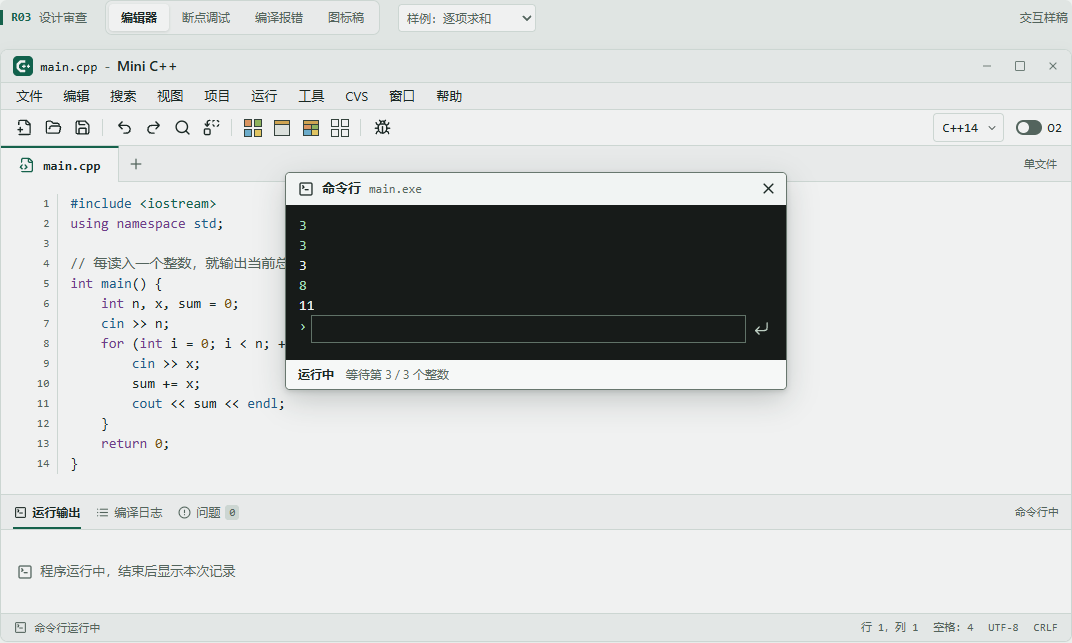 R03 设计审查 编辑器 断点调试 编译报错 图标稿 样例：逐项求和 交互样稿
main.cpp - Mini C++
文件 编辑 搜索 视图 项目 运行 工具 CVS 窗口 帮助
C++14 O2
main.cpp 单文件
命令行 main.exe
3
3
3
8
11
›
运行中 等待第 3 / 3 个整数
1 #include <iostream>
2 using namespace std;
3
4 // 每读入一个整数，就输出当前总
5 int main() {
6 int n, x, sum = 0;
7 cin >> n;
8 for (int i = 0; i < n; +
9 cin >> x;
10 sum += x;
11 cout << sum << endl;
12 }
13 return 0;
14 }
运行输出 编译日志 问题 0 命令行中
程序运行中，结束后显示本次记录
命令行运行中 行 1，列 1 空格: 4 UTF-8 CRLF